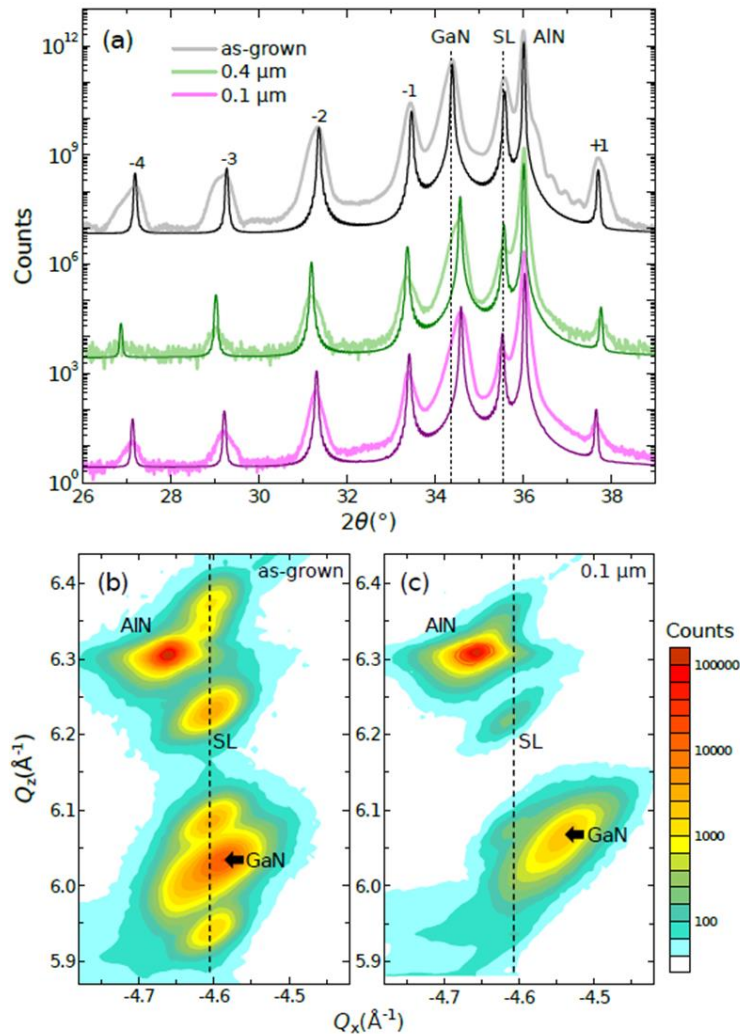 (a)
GaN SL AlN
as-grown
0.4 μm
0.1 μm
-4 -3 -2 -1 +1
10¹²
10⁹
10⁶
10³
10⁰
Counts
26 28 30 32 34 36 38
2θ(°)
(b) as-grown
AlN
SL
GaN
6.4
6.3
6.2
6.1
6.0
5.9
Qz(Å⁻¹)
-4.7 -4.6 -4.5
(c) 0.1 μm
AlN
SL
GaN
-4.7 -4.6 -4.5
Qx(Å⁻¹)
Counts
100000
10000
1000
100